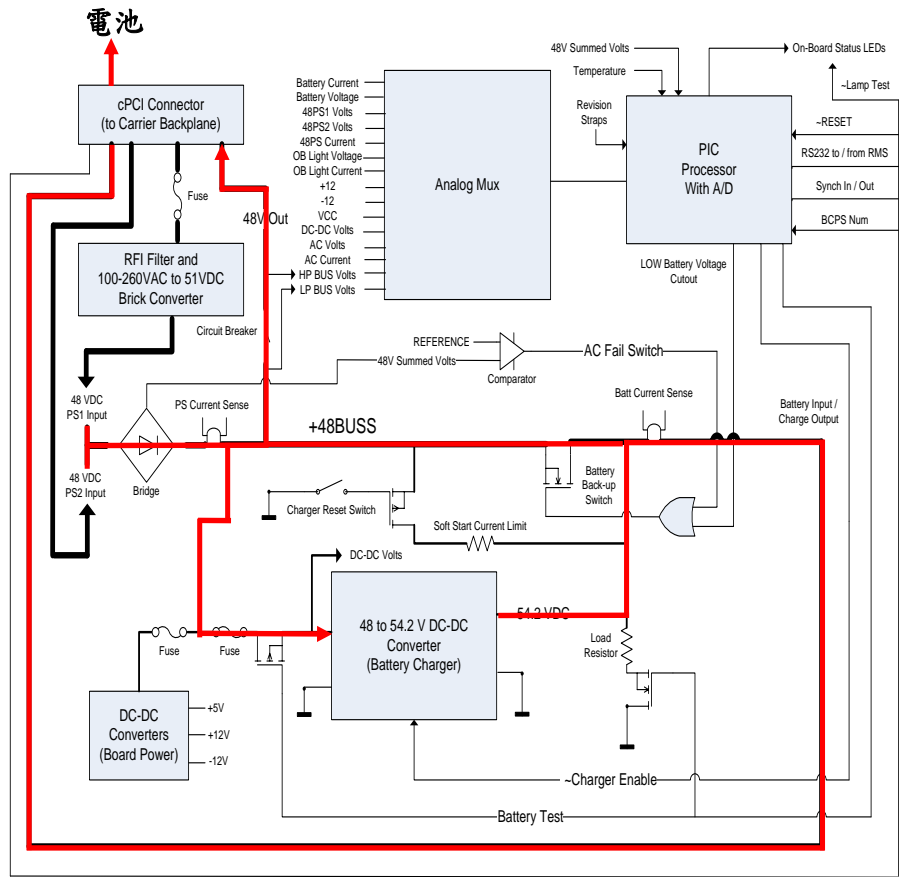 電池
cPCI Connector
(to Carrier Backplane)
Fuse
48V Out
RFI Filter and
100-260VAC to 51VDC
Brick Converter
Circuit Breaker
Battery Current
Battery Voltage
48PS1 Volts
48PS2 Volts
48PS Current
OB Light Voltage
OB Light Current
+12
-12
VCC
DC-DC Volts
AC Volts
AC Current
HP BUS Volts
LP BUS Volts
Analog Mux
48V Summed Volts
Temperature
Revision
Straps
PIC
Processor
With A/D
On-Board Status LEDs
~Lamp Test
~RESET
RS232 to / from RMS
Synch In / Out
BCPS Num
LOW Battery Voltage
Cutout
REFERENCE
48V Summed Volts
Comparator
AC Fail Switch
48 VDC
PS1 Input
48 VDC
PS2 Input
Bridge
PS Current Sense
+48BUSS
Batt Current Sense
Battery Input /
Charge Output
Battery
Back-up
Switch
Charger Reset Switch
Soft Start Current Limit
DC-DC Volts
48 to 54.2 V DC-DC
Converter
(Battery Charger)
54.2 VDC
Load
Resistor
Fuse
Fuse
DC-DC
Converters
(Board Power)
+5V
+12V
-12V
~Charger Enable
Battery Test